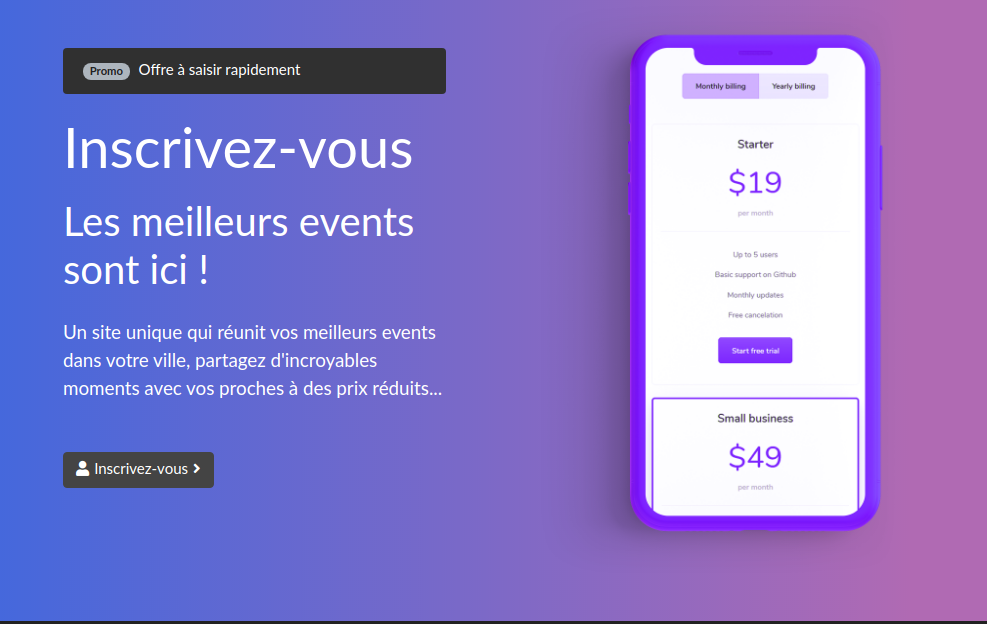 Promo Offre à saisir rapidement
Inscrivez-vous
Les meilleurs events
sont ici !
Un site unique qui réunit vos meilleurs events
dans votre ville, partagez d'incroyables
moments avec vos proches à des prix réduits...
Inscrivez-vous
Monthly billing Yearly billing
Starter
$19
per month
Up to 5 users
Basic support on Github
Monthly updates
Free cancelation
Start free trial
Small business
$49
per month